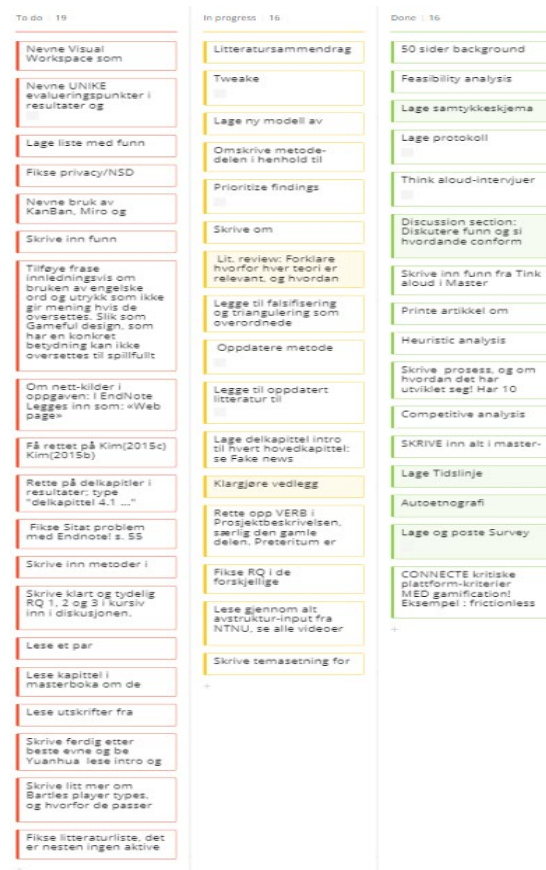 To do | 19
Nevne Visual
Workspace som
Nevne UNIKE
evalueringspunkter i
resultater og
Lage liste med funn
Fikse privacy/NSD
Nevne bruk av
KanBan, Miro og
Skrive inn funn
Tilføye frase
innledningsvis om
bruken av engelske
ord og utrykk som ikke
gir mening hvis de
oversettes. Slik som
Gameful design, som
har en konkret
betydning kan ikke
oversettes til spillfullt
Om nett-kilder i
oppgaven: I EndNote
Legges inn som: «Web
page»
Få rettet på Kim(2015c)
Kim(2015b)
Rette på delkapitler i
resultater; type
"delkapittel 4.1 ...."
Fikse Sitat problem
med Endnote! s. 55
Skrive inn metoder i
Skrive klart og tydelig
RQ 1, 2 og 3 i kursiv
inn i diskusjonen.
Lese et par
Lese kapittel i
masterboka om de
Lese utskrifter fra
Skrive ferdig etter
beste evne og be
Yuanhua lese intro og
Skrive litt mer om
Bartles player types,
og hvorfor de passer
Fikse litteraturliste, det
er nesten ingen aktive
In progress | 16
Litteratursammendrag
Tweake
Lage ny modell av
Omskrive metode-
delen i henhold til
Prioritize findings
Skrive om
Lit. review: Forklare
hvorfor hver teori er
relevant, og hvordan
Legge til falsifisering
og triangulering som
overordnede
Oppdatere metode
Legge til oppdatert
litteratur til
Lage delkapittel intro
til hvert hovedkapittel:
se Fake news
Klargjøre vedlegg
Rette opp VERB i
Prosjektbeskrivelsen,
særlig den gamle
delen. Preteritum er
Fikse RQ i de
forskjellige
Lese gjennom alt
avstruktur-input fra
NTNU, se alle videoer
Skrive temasetning for
+
Done | 16
50 sider background
Feasibility analysis
Lage samtykkeskjema
Lage protokoll
Think aloud-intervjuer
Discussion section:
Diskutere funn og si
hvordande conform
Skrive inn funn fra Tink
aloud i Master
Printe artikkel om
Heuristic analysis
Skrive prosess, og om
hvordan det har
utviklet seg! Har 10
Competitive analysis
SKRIVE inn alt i master-
Lage Tidslinje
Autoetnografi
Lage og poste Survey
CONNECTE kritiske
plattform-kriterier
MED gamification!
Eksempel : frictionless
+